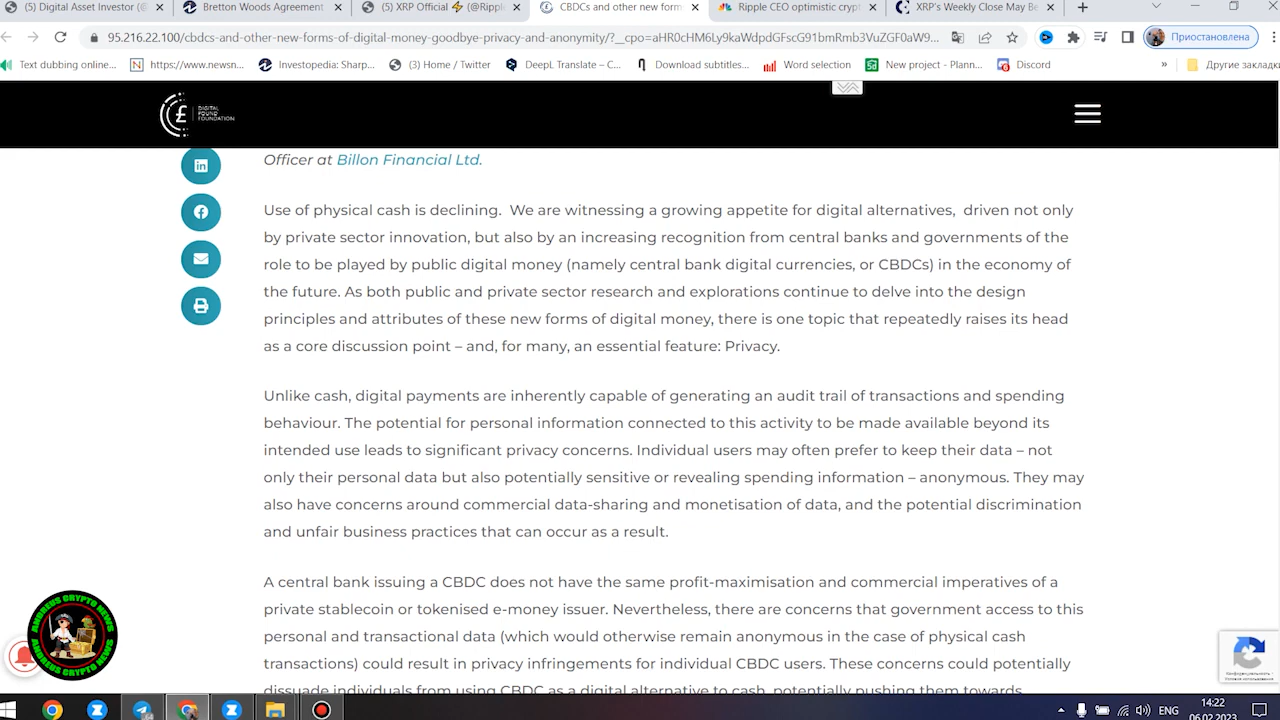 (5) Digital Asset Investor (@
Bretton Woods Agreement
(5) XRP Official ⚡ (@Rippl
CBDCs and other new form
Ripple CEO optimistic crypt
XRP's Weekly Close May Be
95.216.22.100/cbdcs-and-other-new-forms-of-digital-money-goodbye-privacy-and-anonymity/?__cpo=aHR0cHM6Ly9kaWdpdGFscG91bmRmb3VuZGF0aW9...
Приостановлена
Text dubbing online...
https://www.newsn...
Investopedia: Sharp...
(3) Home / Twitter
DeepL Translate – C...
Download subtitles...
Word selection
New project - Plann...
Discord
»
Другие закладки
DIGITAL
POUND
FOUNDATION
Officer at Billon Financial Ltd.
Use of physical cash is declining.  We are witnessing a growing appetite for digital alternatives,  driven not only
by private sector innovation, but also by an increasing recognition from central banks and governments of the
role to be played by public digital money (namely central bank digital currencies, or CBDCs) in the economy of
the future. As both public and private sector research and explorations continue to delve into the design
principles and attributes of these new forms of digital money, there is one topic that repeatedly raises its head
as a core discussion point – and, for many, an essential feature: Privacy.
Unlike cash, digital payments are inherently capable of generating an audit trail of transactions and spending
behaviour. The potential for personal information connected to this activity to be made available beyond its
intended use leads to significant privacy concerns. Individual users may often prefer to keep their data – not
only their personal data but also potentially sensitive or revealing spending information – anonymous. They may
also have concerns around commercial data-sharing and monetisation of data, and the potential discrimination
and unfair business practices that can occur as a result.
A central bank issuing a CBDC does not have the same profit-maximisation and commercial imperatives of a
private stablecoin or tokenised e-money issuer. Nevertheless, there are concerns that government access to this
personal and transactional data (which would otherwise remain anonymous in the case of physical cash
transactions) could result in privacy infringements for individual CBDC users. These concerns could potentially
ANDREUS CRYPTO NEWS
ANDREUS CRYPTO NEWS
ENG
14:22
06.02.2023